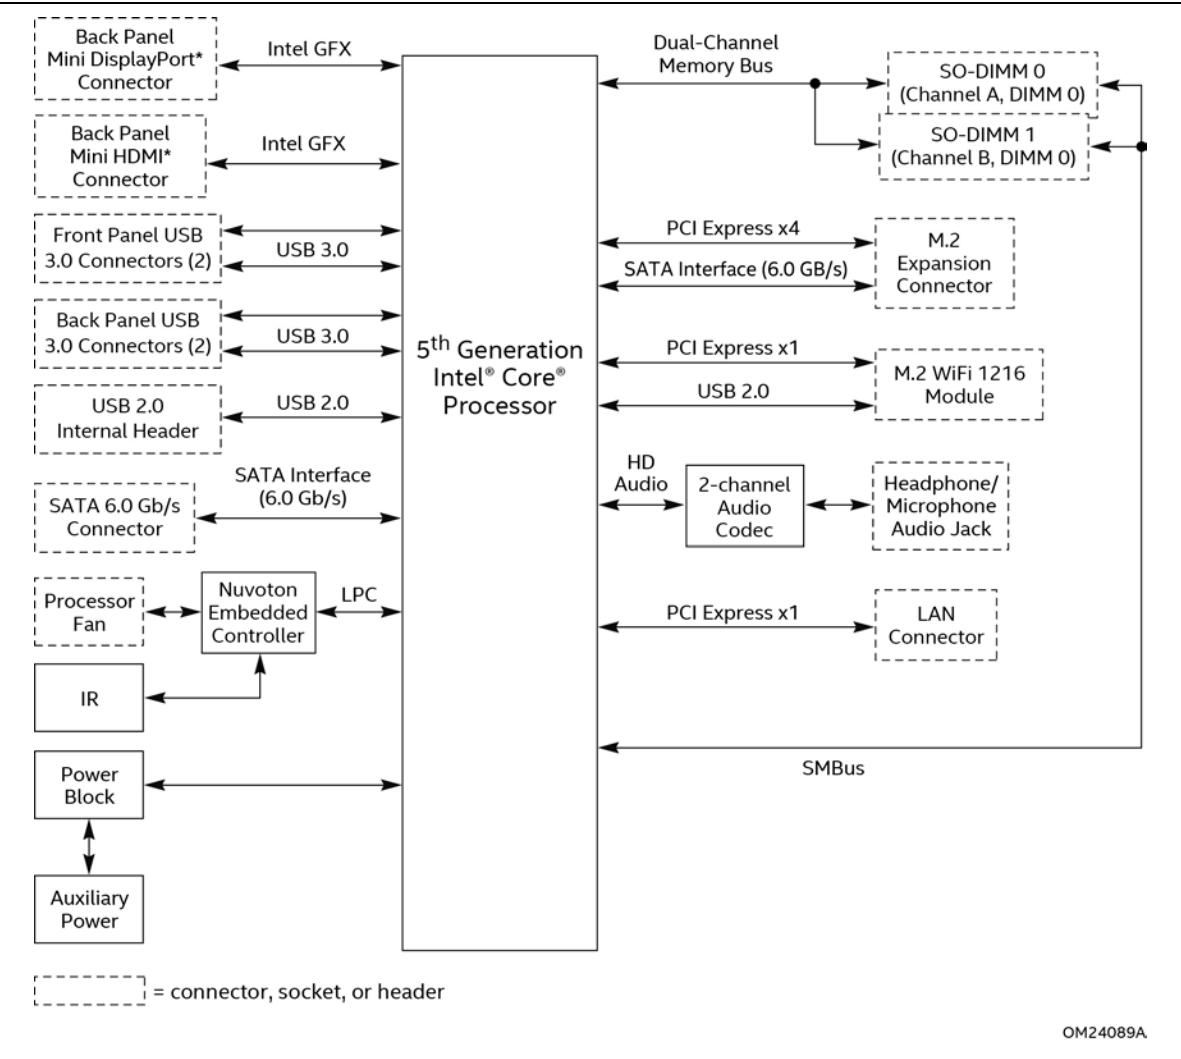 Back Panel
Mini DisplayPort*
Connector
Intel GFX
Back Panel
Mini HDMI*
Connector
Intel GFX
Front Panel USB
3.0 Connectors (2)
USB 3.0
Back Panel USB
3.0 Connectors (2)
USB 3.0
USB 2.0
Internal Header
USB 2.0
SATA 6.0 Gb/s
Connector
SATA Interface
(6.0 Gb/s)
Processor
Fan
Nuvoton
Embedded
Controller
LPC
IR
Power
Block
Auxiliary
Power
5th Generation
Intel® Core®
Processor
Dual-Channel
Memory Bus
SO-DIMM 0
(Channel A, DIMM 0)
SO-DIMM 1
(Channel B, DIMM 0)
PCI Express x4
SATA Interface (6.0 GB/s)
M.2
Expansion
Connector
PCI Express x1
USB 2.0
M.2 WiFi 1216
Module
HD
Audio
2-channel
Audio
Codec
Headphone/
Microphone
Audio Jack
PCI Express x1
LAN
Connector
SMBus
= connector, socket, or header
OM24089A